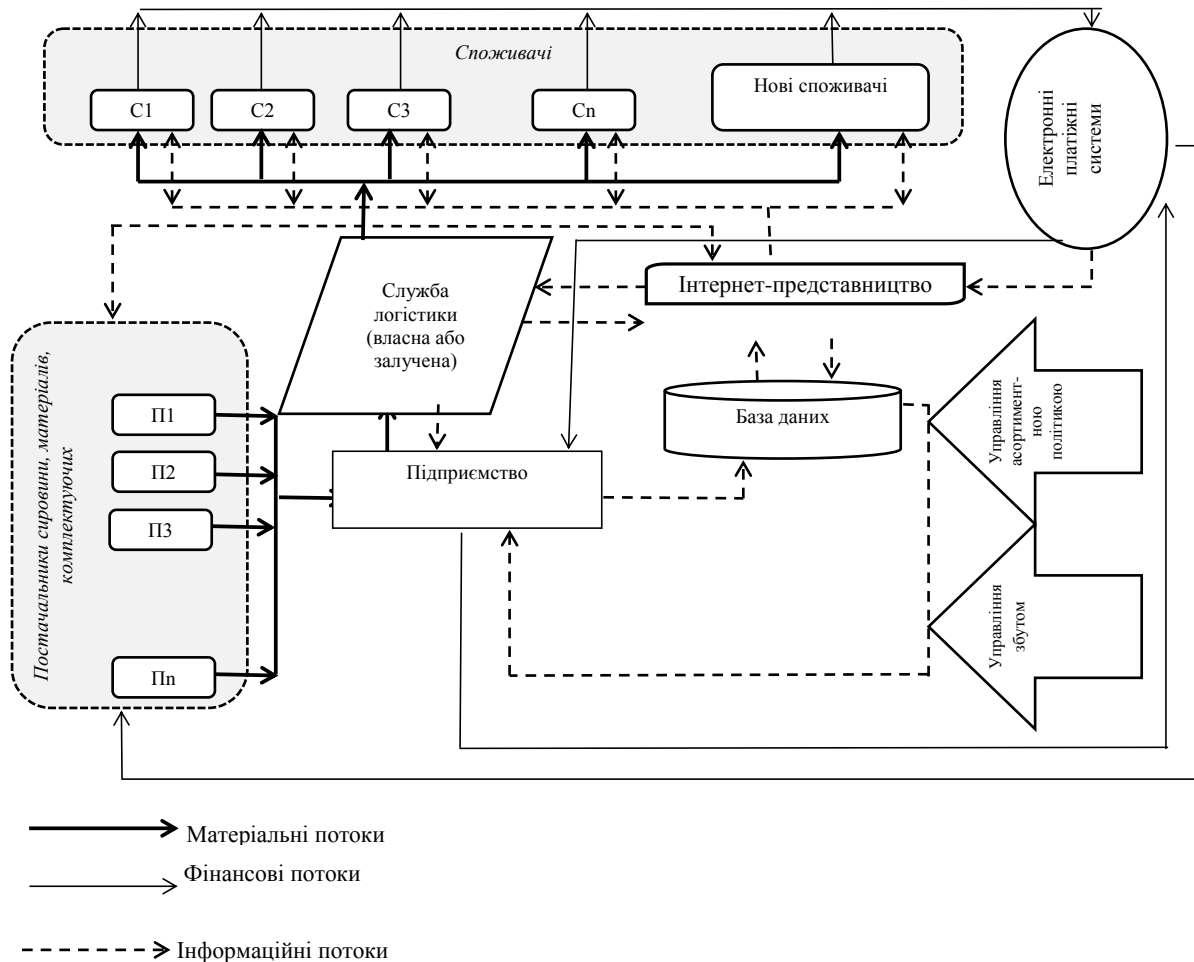 Споживачі
С1
С2
С3
Сn
Нові споживачі
Електронні
платіжні
системи
Служба
логістики
(власна або
залучена)
Інтернет-представництво
Постачальники сировини, матеріалів,
комплектуючих
П1
П2
П3
Пn
База даних
Підприємство
Управління
асортимент-
ною
політикою
Управління
збутом
Матеріальні потоки
Фінансові потоки
Інформаційні потоки